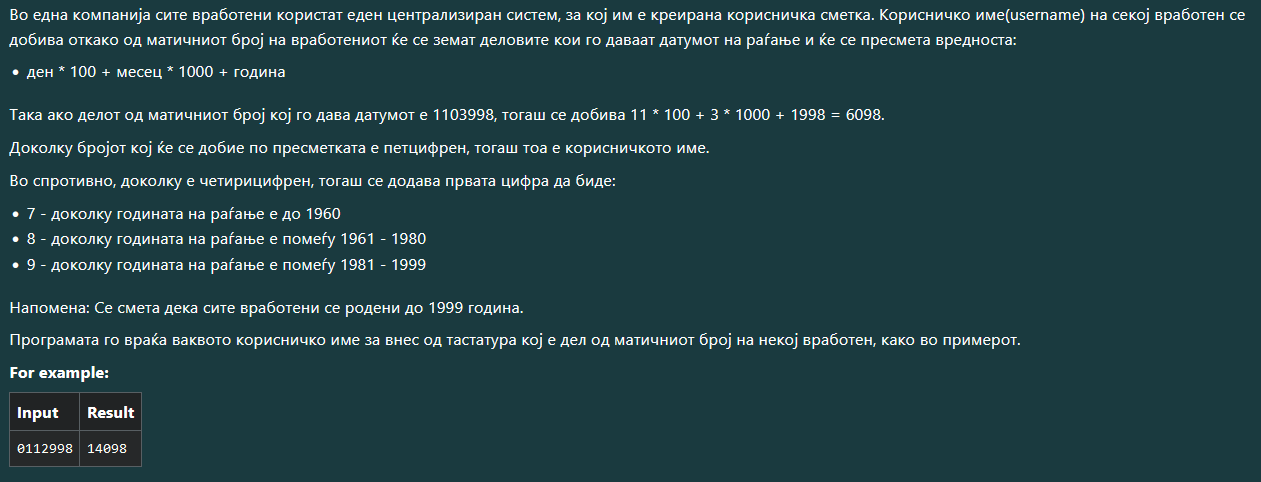 Во една компанија сите вработени користат еден централизиран систем, за кој им е креирана корисничка сметка. Корисничко име(username) на секој вработен се
добива откако од матичниот број на вработениот ќе се земат деловите кои го даваат датумот на раѓање и ќе се пресмета вредноста:
• ден * 100 + месец * 1000 + година
Така ако делот од матичниот број кој го дава датумот е 1103998, тогаш се добива 11 * 100 + 3 * 1000 + 1998 = 6098.
Доколку бројот кој ќе се добие по пресметката е петцифрен, тогаш тоа е корисничкото име.
Во спротивно, доколку е четирицифрен, тогаш се додава првата цифра да биде:
• 7 - доколку годината на раѓање е до 1960
• 8 - доколку годината на раѓање е помеѓу 1961 - 1980
• 9 - доколку годината на раѓање е помеѓу 1981 - 1999
Напомена: Се смета дека сите вработени се родени до 1999 година.
Програмата го враќа ваквото корисничко име за внес од тастатура кој е дел од матичниот број на некој вработен, како во примерот.
For example:
Input Result
0112998 14098